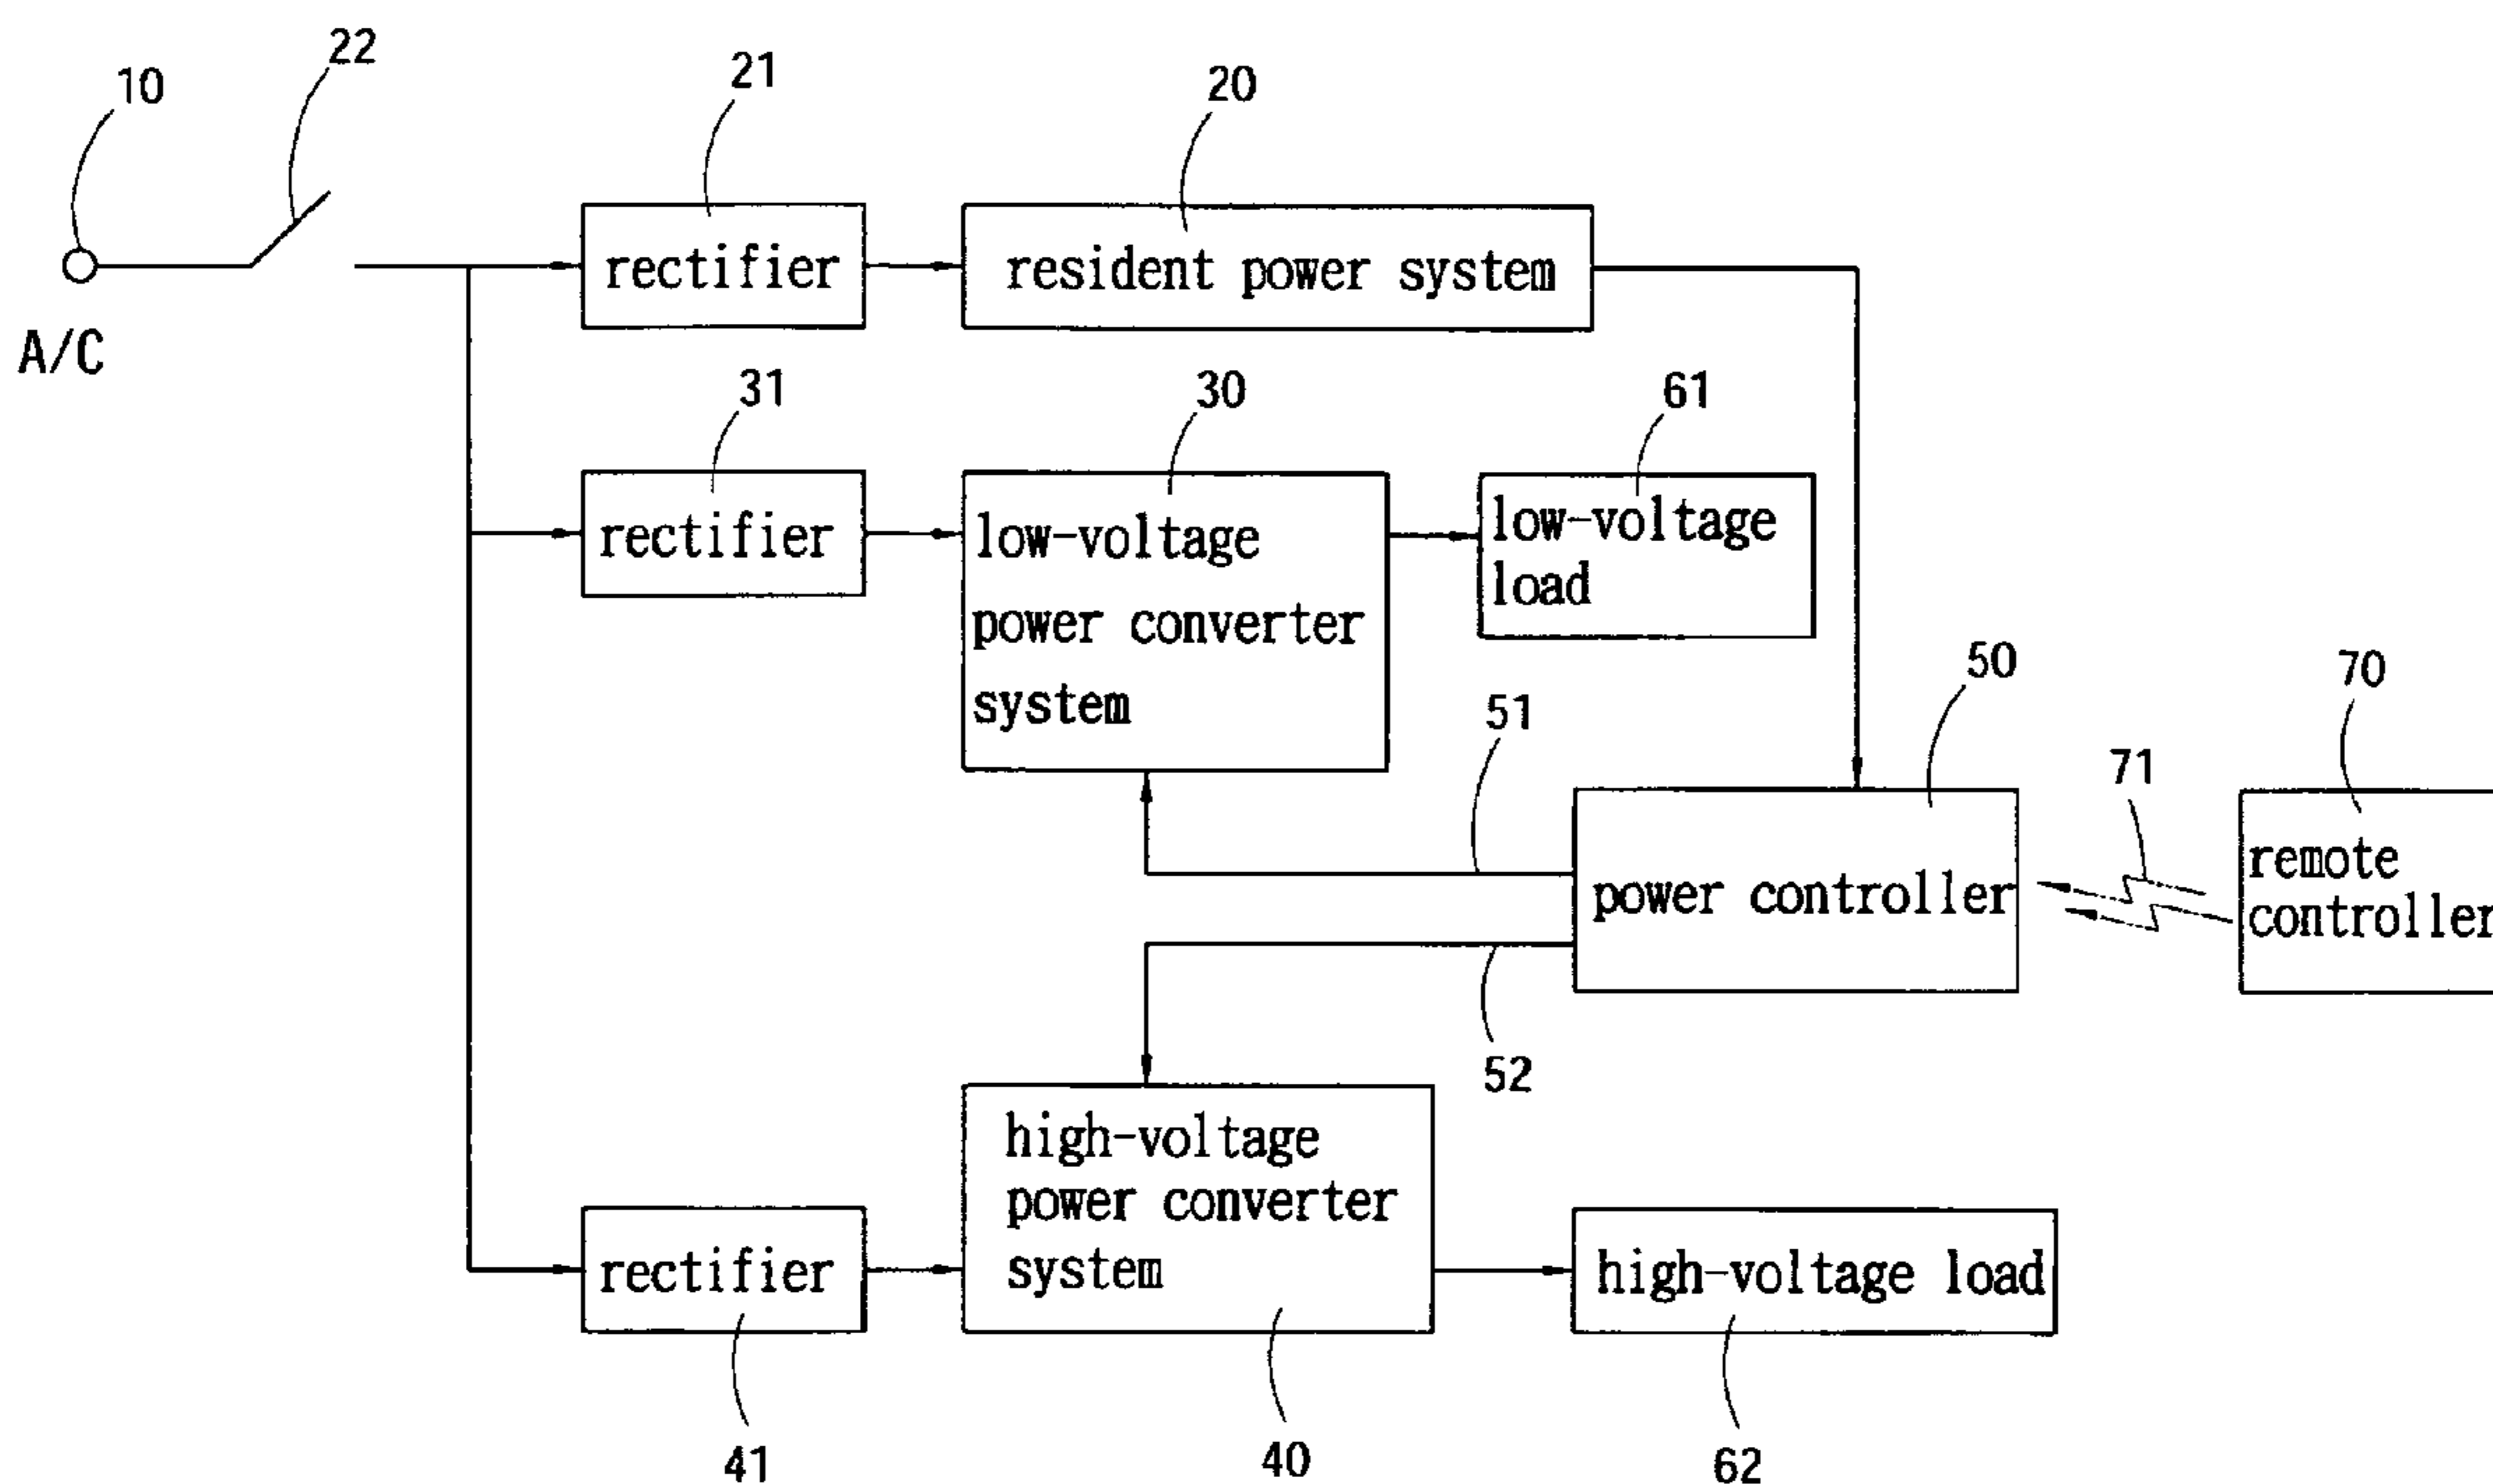 22
10
21
20
rectifier
resident power system
A/C
31
30
61
rectifier
low-voltage
power converter
system
low-voltage
load
50
70
51
71
power controller
remote
controller
52
high-voltage
power converter
system
rectifier
high-voltage load
41
40
62